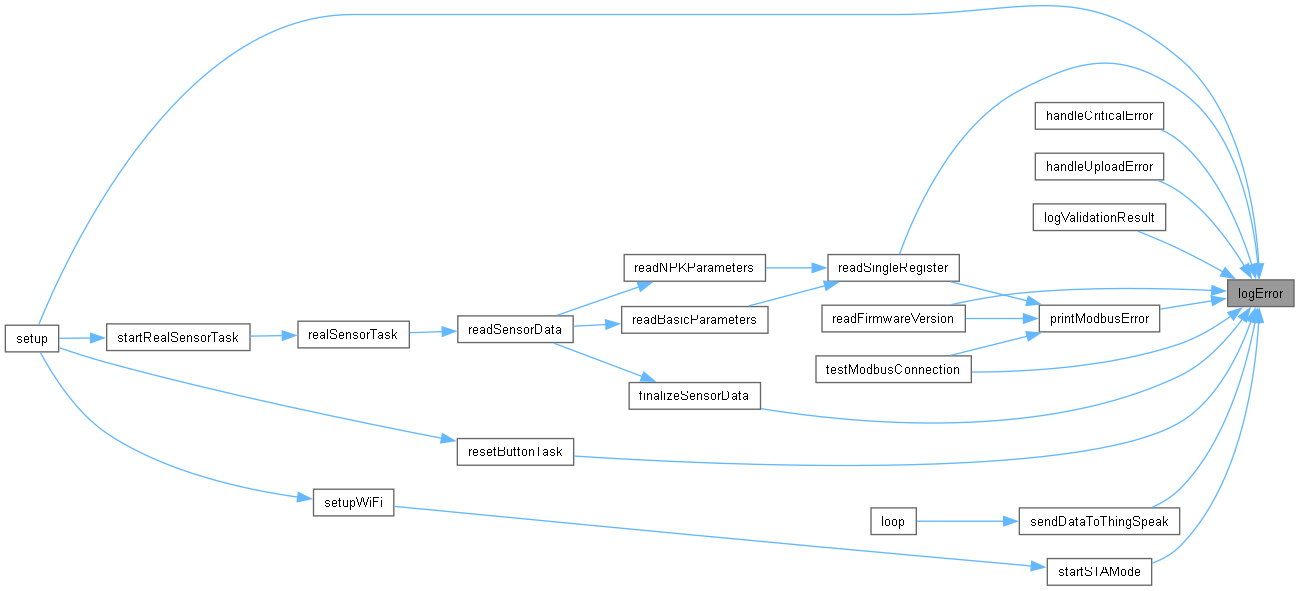 setup
startRealSensorTask
realSensorTask
readSensorData
readNPKParameters
readBasicParameters
finalizeSensorData
resetButtonTask
setupWiFi
loop
readSingleRegister
readFirmwareVersion
testModbusConnection
handleCriticalError
handleUploadError
logValidationResult
printModbusError
sendDataToThingSpeak
startSTAMode
logError